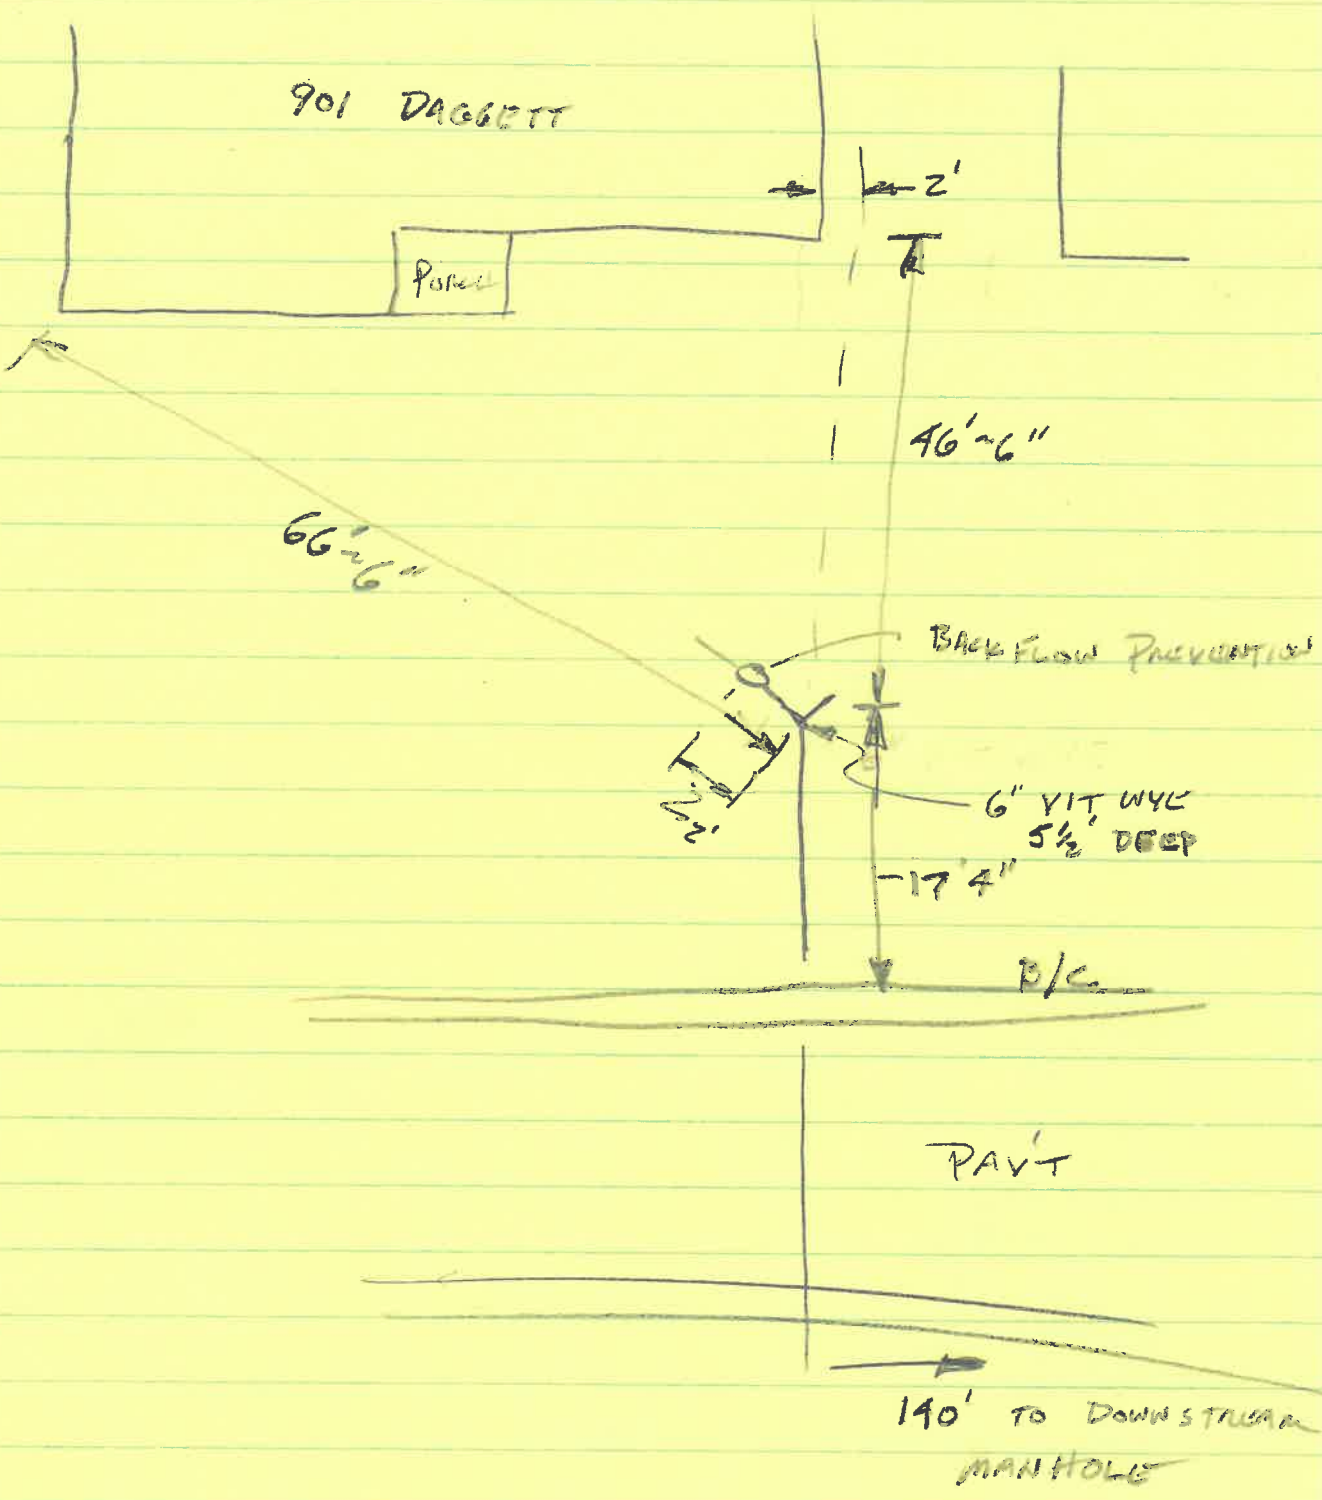 901 DAGGETT
2'
PORCH
46'~6"
66'~6"
BACKFLOW PREVENTION
2'
6" VIT WYE
5½' DEEP
17'4"
B/C
PAV'T
140' TO DOWNSTREAM
MANHOLE